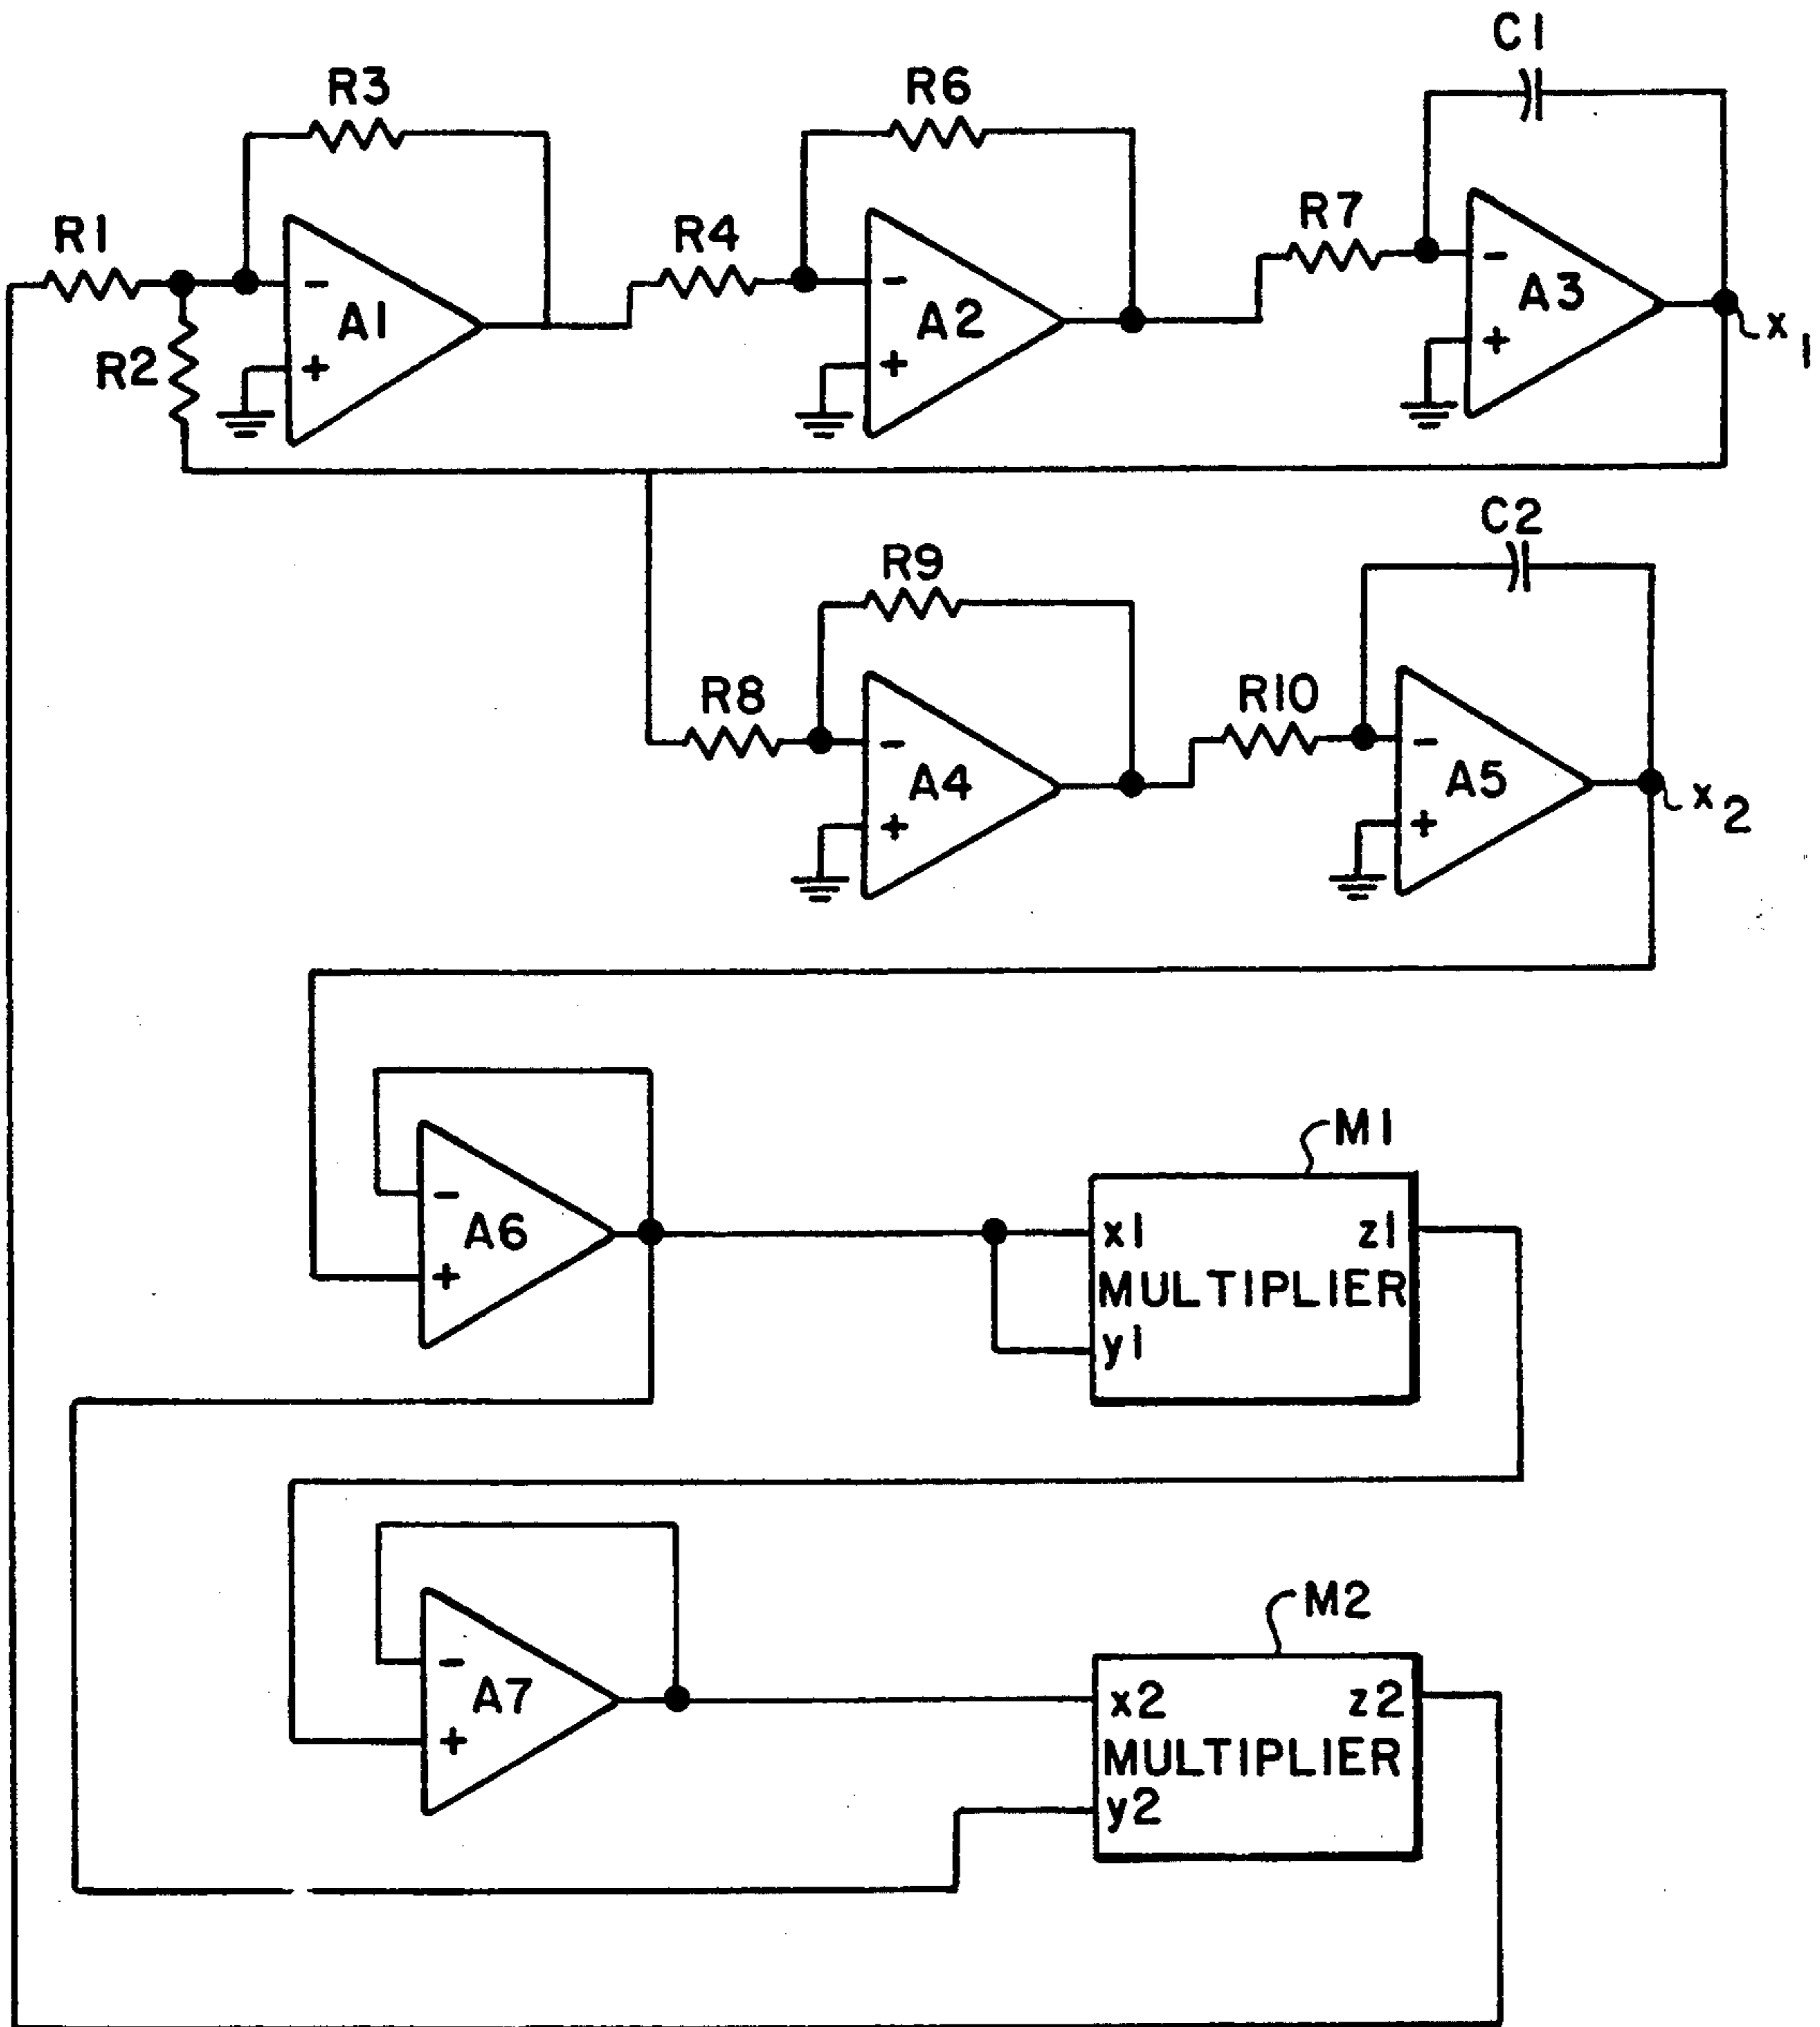 C1
R3
R6
R1
R4
R7
- A1 +
- A2 +
- A3 +
R2
x1
C2
R9
R8
R10
- A4 +
- A5 +
x2
M1
- A6 +
x1 z1
MULTIPLIER
y1
M2
- A7 +
x2 z2
MULTIPLIER
y2